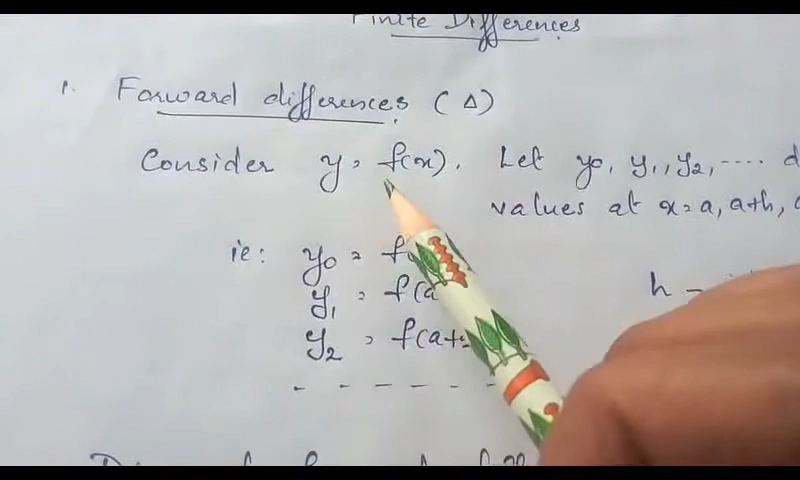 Finite Differences
1. Forward differences (Δ)
Consider y = f(x). Let y0, y1, y2, ....
values at x = a, a+h,
ie: y0 = f(
y1 = f(a
y2 = f(a+
h -